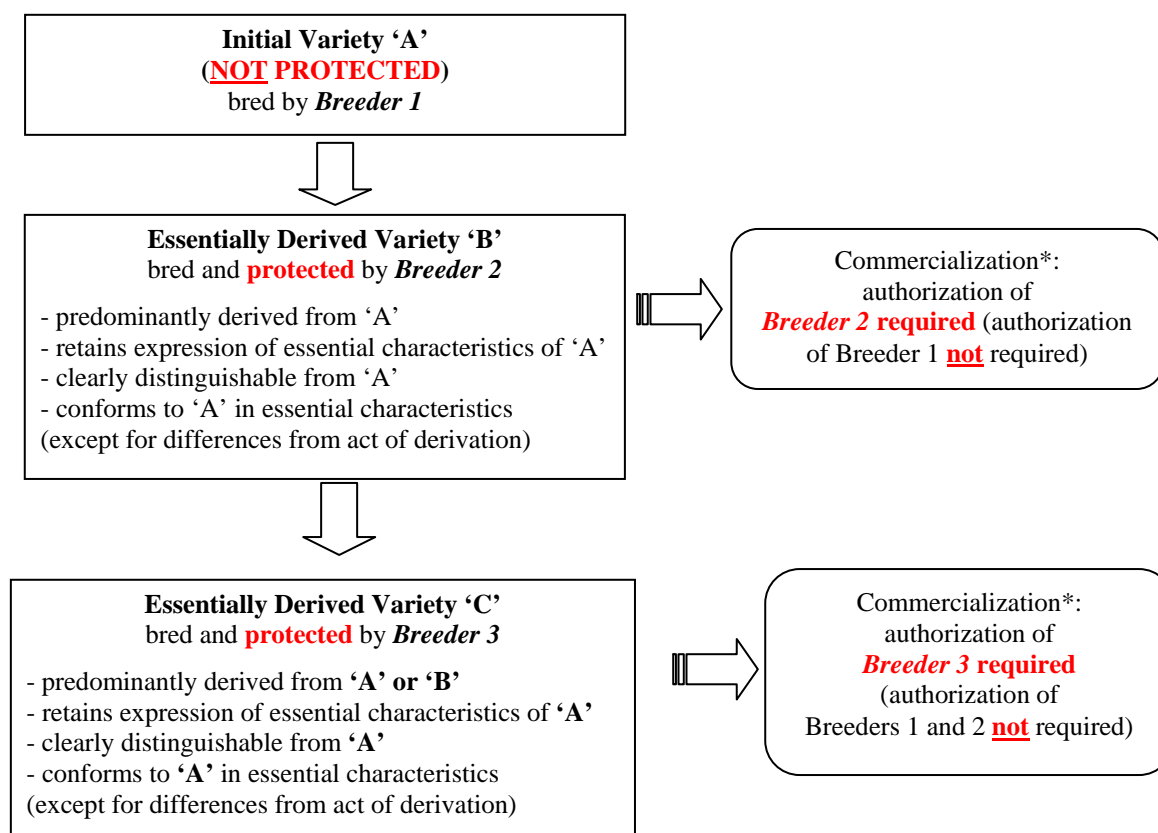 Initial Variety ‘A’
(NOT PROTECTED)
bred by Breeder 1
Essentially Derived Variety ‘B’
bred and protected by Breeder 2
- predominantly derived from ‘A’
- retains expression of essential characteristics of ‘A’
- clearly distinguishable from ‘A’
- conforms to ‘A’ in essential characteristics
(except for differences from act of derivation)
Commercialization*:
authorization of
Breeder 2 required (authorization
of Breeder 1 not required)
Essentially Derived Variety ‘C’
bred and protected by Breeder 3
- predominantly derived from ‘A’ or ‘B’
- retains expression of essential characteristics of ‘A’
- clearly distinguishable from ‘A’
- conforms to ‘A’ in essential characteristics
(except for differences from act of derivation)
Commercialization*:
authorization of
Breeder 3 required
(authorization of
Breeders 1 and 2 not required)